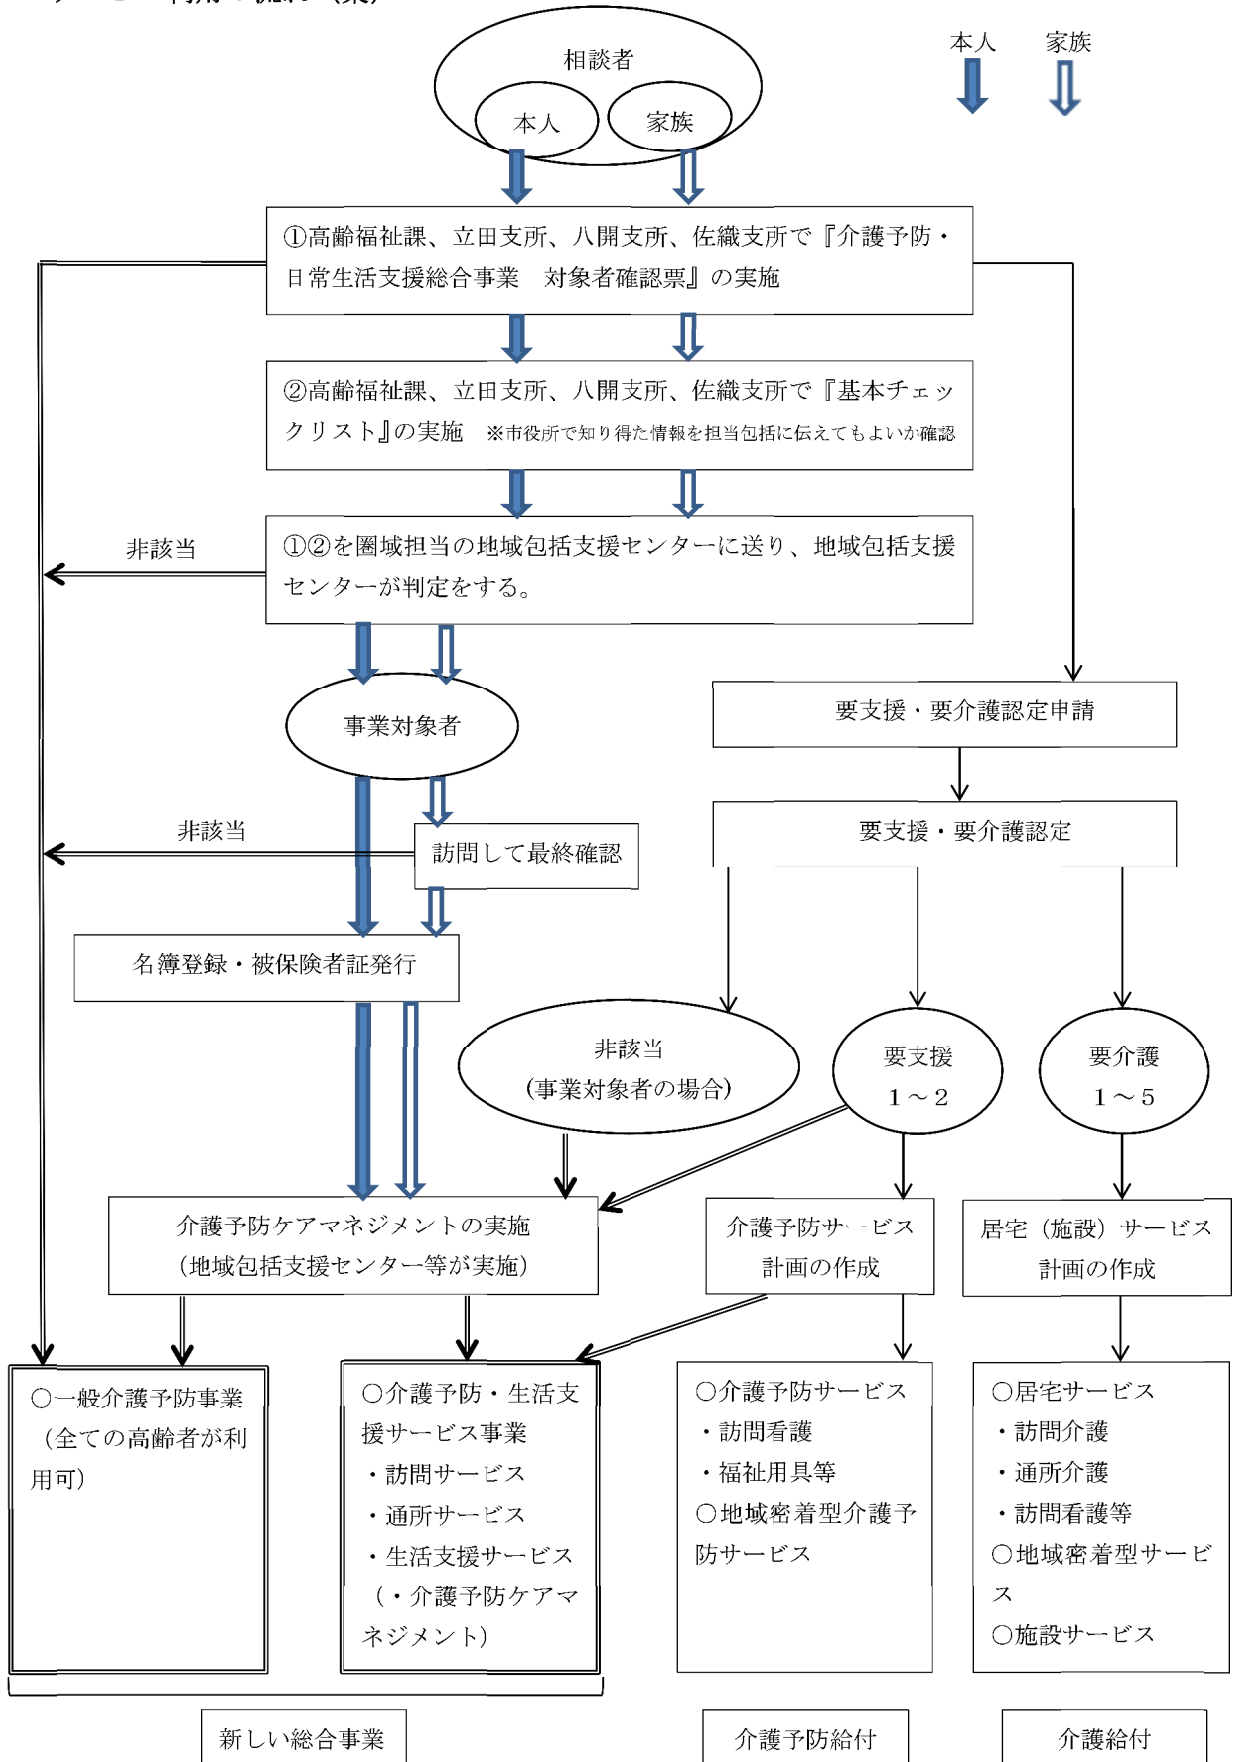 本人　家族
相談者
本人　家族
①高齢福祉課、立田支所、八開支所、佐織支所で『介護予防・
日常生活支援総合事業　対象者確認票』の実施
②高齢福祉課、立田支所、八開支所、佐織支所で『基本チェッ
クリスト』の実施　※市役所で知り得た情報を担当包括に伝えてもよいか確認
非該当
①②を圏域担当の地域包括支援センターに送り、地域包括支援
センターが判定をする。
事業対象者
要支援・要介護認定申請
非該当
訪問して最終確認
要支援・要介護認定
名簿登録・被保険者証発行
非該当
(事業対象者の場合)
要支援
１～２
要介護
１～５
介護予防ケアマネジメントの実施
(地域包括支援センター等が実施)
介護予防サービス
計画の作成
居宅（施設）サービス
計画の作成
○一般介護予防事業
（全ての高齢者が利
用可）
○介護予防・生活支
援サービス事業
・訪問サービス
・通所サービス
・生活支援サービス
（・介護予防ケアマ
ネジメント）
○介護予防サービス
・訪問看護
・福祉用具等
○地域密着型介護予
防サービス
○居宅サービス
・訪問介護
・通所介護
・訪問看護等
○地域密着型サービ
ス
○施設サービス
新しい総合事業
介護予防給付
介護給付